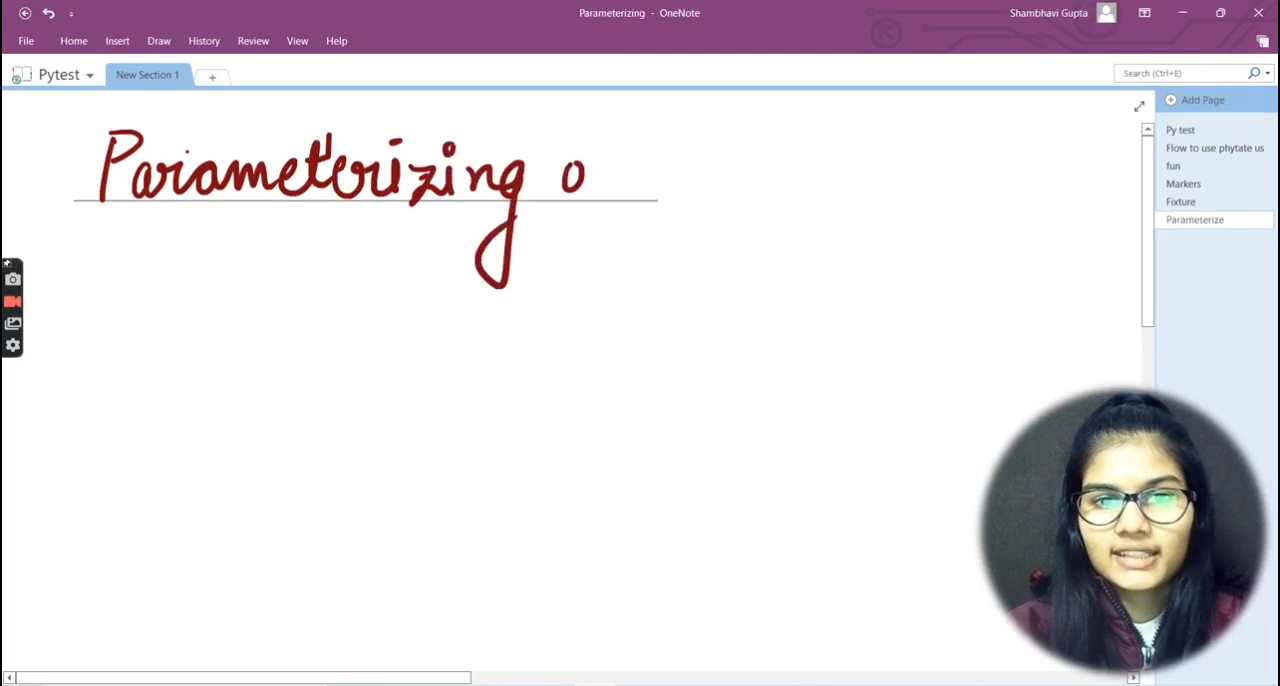 Parameterizing - OneNote
Shambhavi Gupta
File Home Insert Draw History Review View Help
Pytest
New Section 1
+
Search (Ctrl+E)
Add Page
Parameterizing o
Py test
Flow to use phytate us
fun
Markers
Fixture
Parameterize